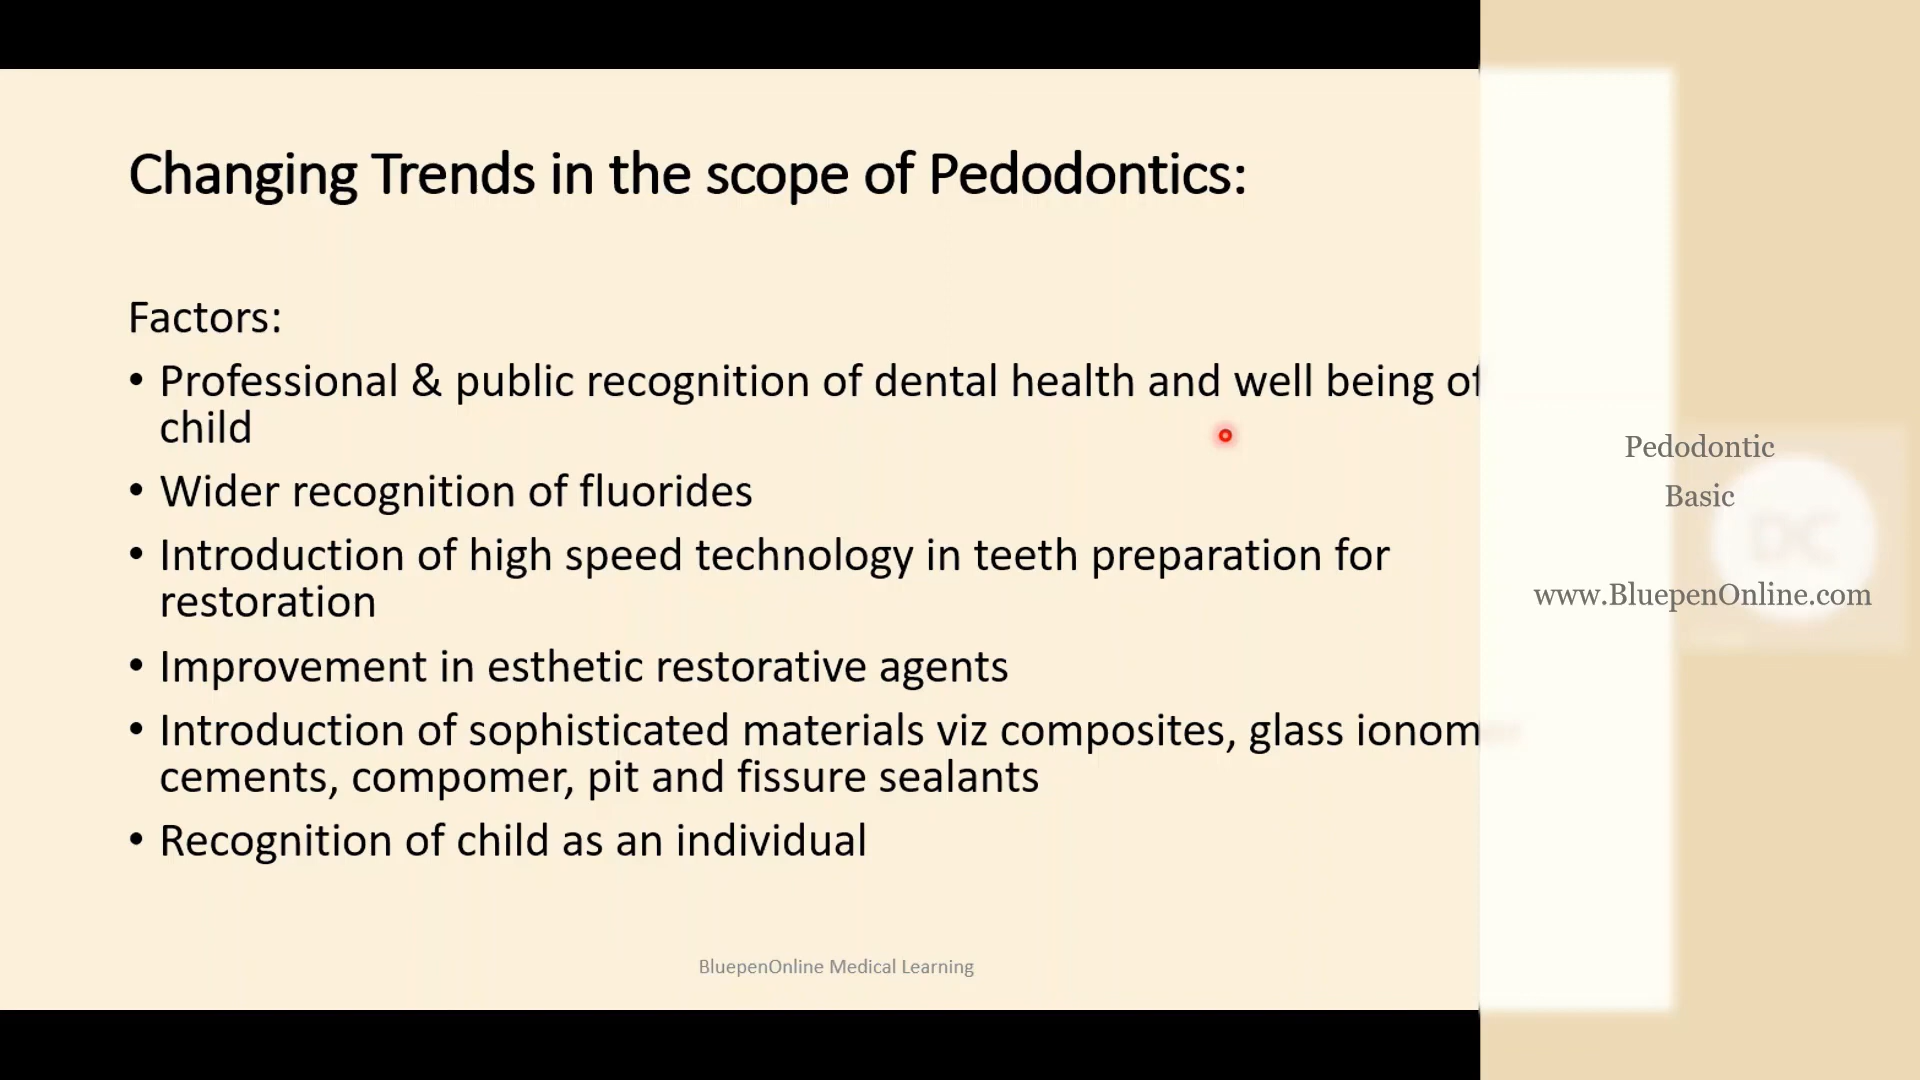 Changing Trends in the scope of Pedodontics:
Factors:
• Professional & public recognition of dental health and well being of
child
• Wider recognition of fluorides
• Introduction of high speed technology in teeth preparation for
restoration
• Improvement in esthetic restorative agents
• Introduction of sophisticated materials viz composites, glass ionomer
cements, compomer, pit and fissure sealants
• Recognition of child as an individual
BluepenOnline Medical Learning
Pedodontic
Basic
DC
www.BluepenOnline.com